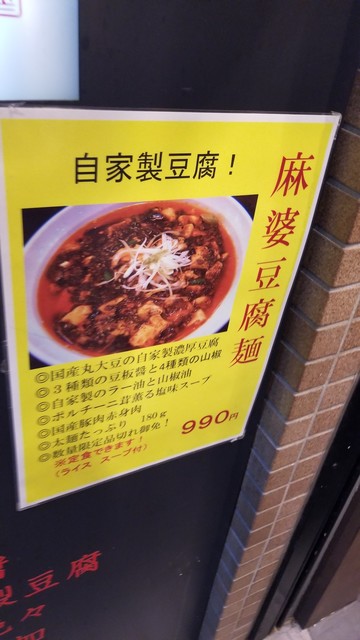 自家製豆腐！
麻婆豆腐麺
◎国産丸大豆の自家製濃厚豆腐
◎３種類の豆板醬と4種類の山椒
◎自家製のラー油と山椒油
◎ポルチーニ茸薫る塩味スープ
◎国産豚肉赤身肉
◎太麺たっぷり 180g
◎数量限定品切れ御免！
※定食できます！
(ライス スープ付)
990円
製豆腐
々